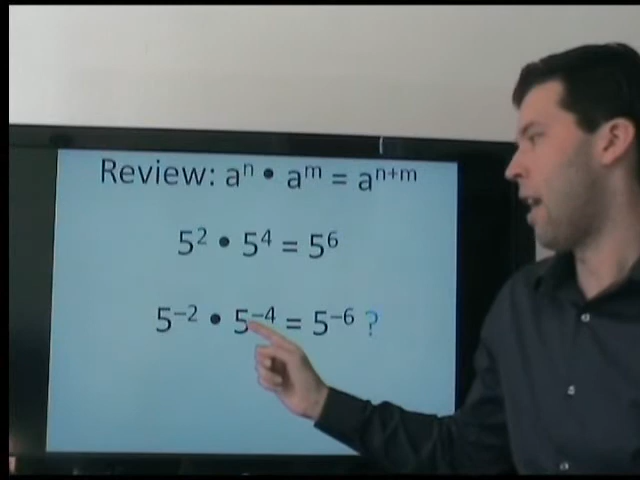 Review: aⁿ • aᵐ = aⁿ⁺ᵐ
5² • 5⁴ = 5⁶
5⁻² • 5⁻⁴ = 5⁻⁶ ?